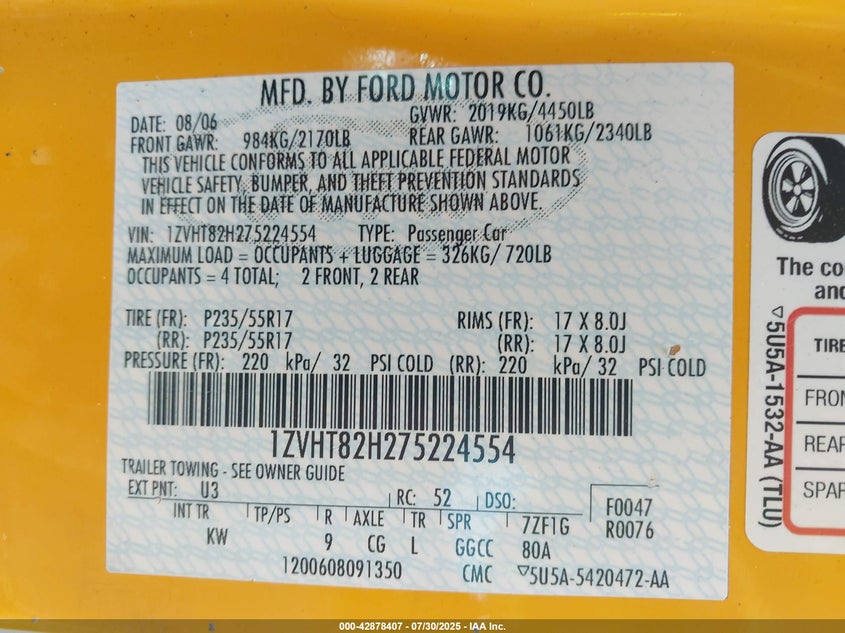 MFD. BY FORD MOTOR CO.
DATE: 08/06 GVWR: 2019KG/4450LB
FRONT GAWR: 984KG/2170LB REAR GAWR: 1061KG/2340LB
THIS VEHICLE CONFORMS TO ALL APPLICABLE FEDERAL MOTOR
VEHICLE SAFETY, BUMPER, AND THEFT PREVENTION STANDARDS
IN EFFECT ON THE DATE OF MANUFACTURE SHOWN ABOVE.
VIN: 1ZVHT82H275224554 TYPE: Passenger Car
MAXIMUM LOAD = OCCUPANTS + LUGGAGE = 326KG/ 720LB
OCCUPANTS = 4 TOTAL; 2 FRONT, 2 REAR
TIRE (FR): P235/55R17 RIMS (FR): 17 X 8.0J
(RR): P235/55R17 (RR): 17 X 8.0J
PRESSURE (FR): 220 kPa/ 32 PSI COLD (RR): 220 kPa/ 32 PSI COLD
1ZVHT82H275224554
TRAILER TOWING - SEE OWNER GUIDE
EXT PNT: U3 RC: 52 DSO: F0047
INT TR TP/PS R AXLE TR SPR 7ZF1G R0076
KW 9 CG L GGCC 80A
1200608091350 CMC ▽5U5A-5420472-AA
The co
and
▽5U5A-1532-AA (TLU)
TIRE
FRON
REAR
SPAR
000-42878407 - 07/30/2025 - IAA Inc.